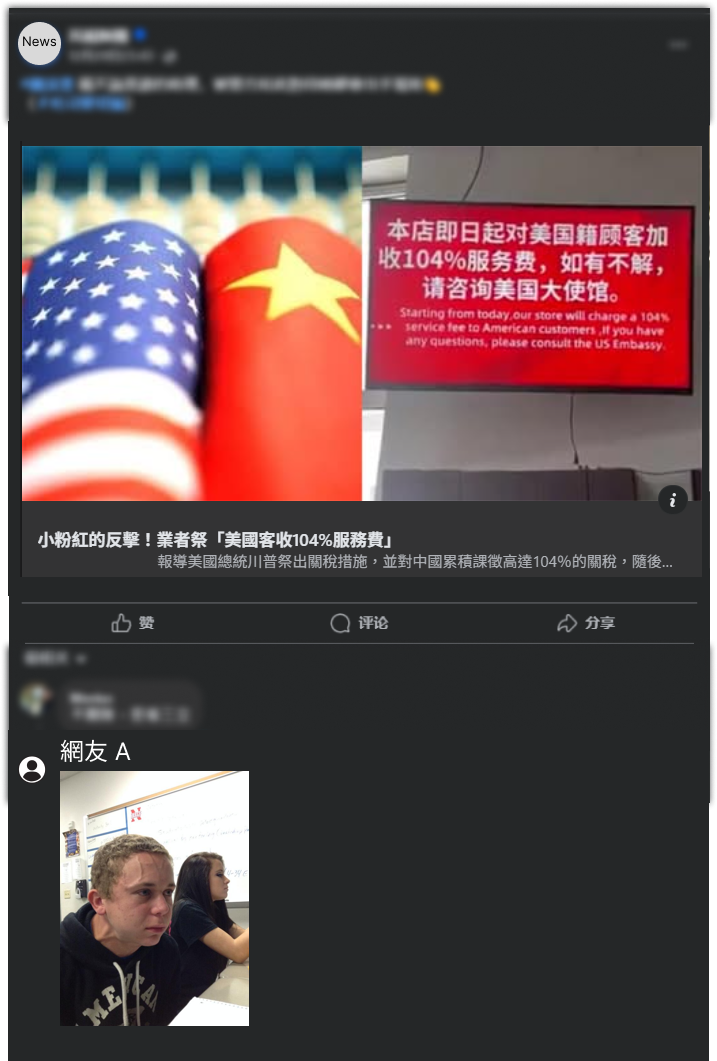 News
本店即日起对美国籍顾客加
收104%服务费，如有不解，
请咨询美国大使馆。
Starting from today,our store will charge a 104%
service fee to American customers ,If you have
any questions, please consult the US Embassy.
小粉紅的反擊！業者祭「美國客收104%服務費」
報導美國總統川普祭出關稅措施，並對中國累積課徵高達104%的關稅，隨後...
赞
评论
分享
網友 A
N